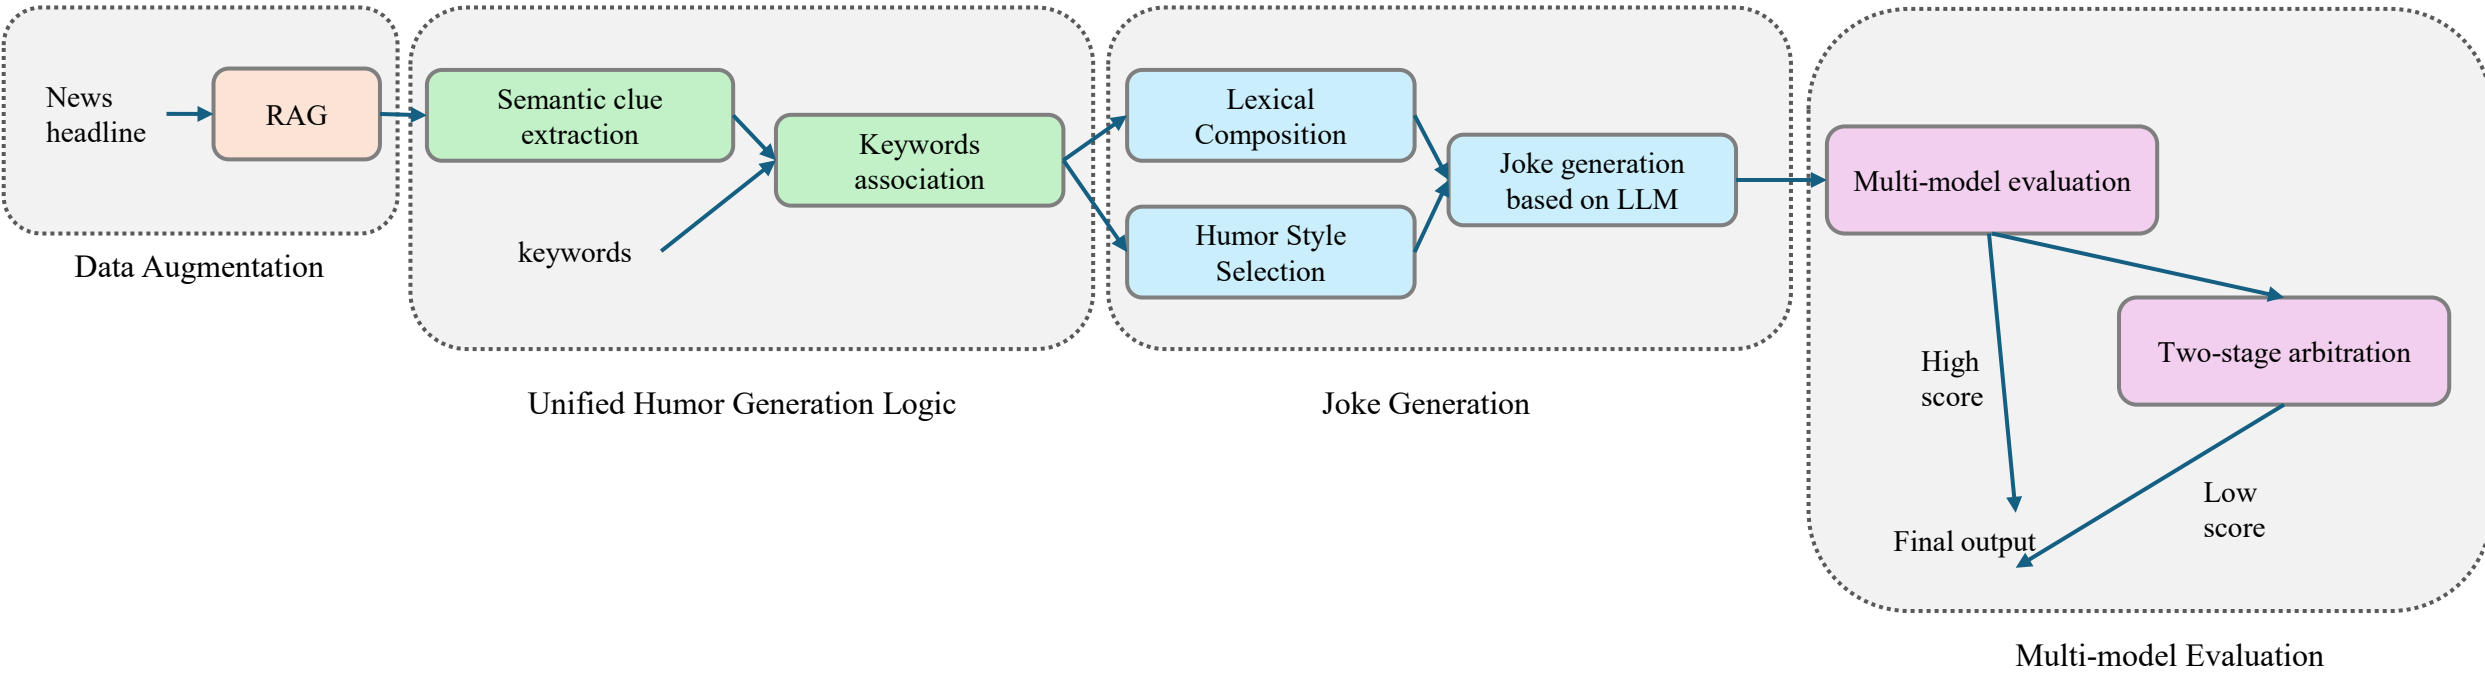 News
headline
RAG
Data Augmentation
Semantic clue
extraction
keywords
Keywords
association
Unified Humor Generation Logic
Lexical
Composition
Humor Style
Selection
Joke generation
based on LLM
Joke Generation
Multi-model evaluation
Two-stage arbitration
High
score
Low
score
Final output
Multi-model Evaluation